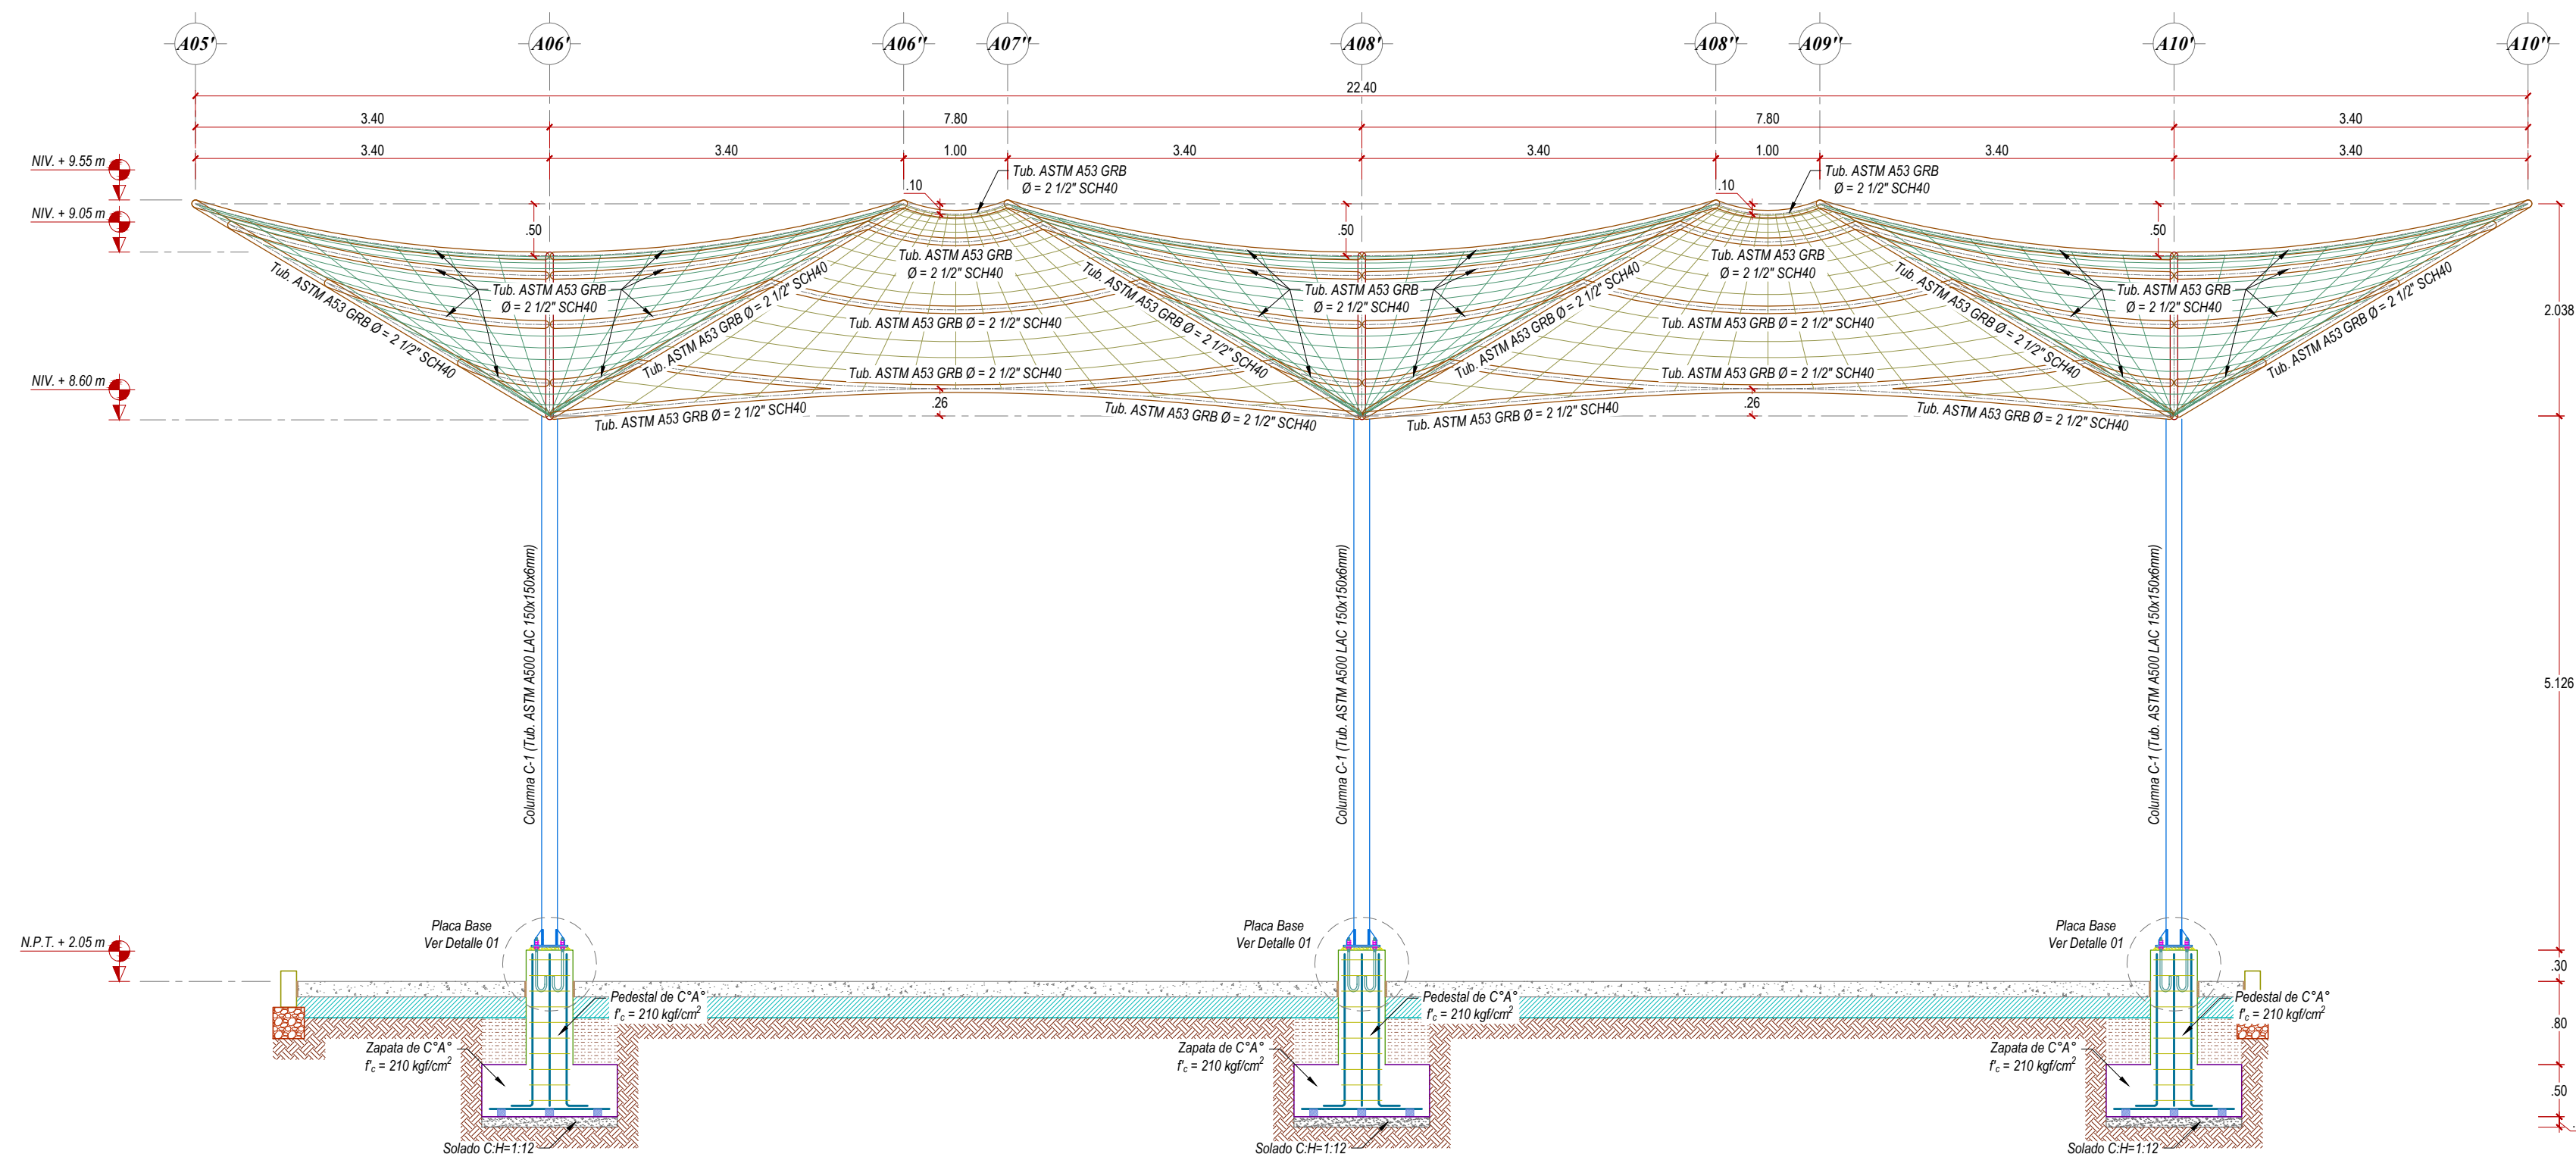 A05' A06' A06'' A07'' A08' A08'' A09'' A10' A10''
22.40
3.40 7.80 7.80 3.40
3.40 3.40 1.00 3.40 3.40 1.00 3.40 3.40
NIV. + 9.55 m
NIV. + 9.05 m
NIV. + 8.60 m
N.P.T. + 2.05 m
.10
Tub. ASTM A53 GRB
Ø = 2 1/2" SCH40
.10
Tub. ASTM A53 GRB
Ø = 2 1/2" SCH40
.50
.50
.50
Tub. ASTM A53 GRB
Ø = 2 1/2" SCH40
Tub. ASTM A53 GRB
Ø = 2 1/2" SCH40
Tub. ASTM A53 GRB
Ø = 2 1/2" SCH40
Tub. ASTM A53 GRB
Ø = 2 1/2" SCH40
Tub. ASTM A53 GRB
Ø = 2 1/2" SCH40
Tub. ASTM A53 GRB Ø = 2 1/2" SCH40
Tub. ASTM A53 GRB Ø = 2 1/2" SCH40
Tub. ASTM A53 GRB Ø = 2 1/2" SCH40
Tub. ASTM A53 GRB Ø = 2 1/2" SCH40
Tub. ASTM A53 GRB Ø = 2 1/2" SCH40
Tub. ASTM A53 GRB Ø = 2 1/2" SCH40
Tub. ASTM A53 GRB Ø = 2 1/2" SCH40
Tub. ASTM A53 GRB Ø = 2 1/2" SCH40
Tub. ASTM A53 GRB Ø = 2 1/2" SCH40
Tub. ASTM A53 GRB Ø = 2 1/2" SCH40
.26
.26
Tub. ASTM A53 GRB Ø = 2 1/2" SCH40
Tub. ASTM A53 GRB Ø = 2 1/2" SCH40
Tub. ASTM A53 GRB Ø = 2 1/2" SCH40
Tub. ASTM A53 GRB Ø = 2 1/2" SCH40
2.038
5.126
.30
.80
.50
Columna C-1 (Tub. ASTM A500 LAC 150x150x6mm)
Columna C-1 (Tub. ASTM A500 LAC 150x150x6mm)
Columna C-1 (Tub. ASTM A500 LAC 150x150x6mm)
Placa Base
Ver Detalle 01
Placa Base
Ver Detalle 01
Placa Base
Ver Detalle 01
Pedestal de C°A°
f'c = 210 kgf/cm²
Pedestal de C°A°
f'c = 210 kgf/cm²
Pedestal de C°A°
f'c = 210 kgf/cm²
Zapata de C°A°
f'c = 210 kgf/cm²
Zapata de C°A°
f'c = 210 kgf/cm²
Zapata de C°A°
f'c = 210 kgf/cm²
Solado C:H=1:12
Solado C:H=1:12
Solado C:H=1:12